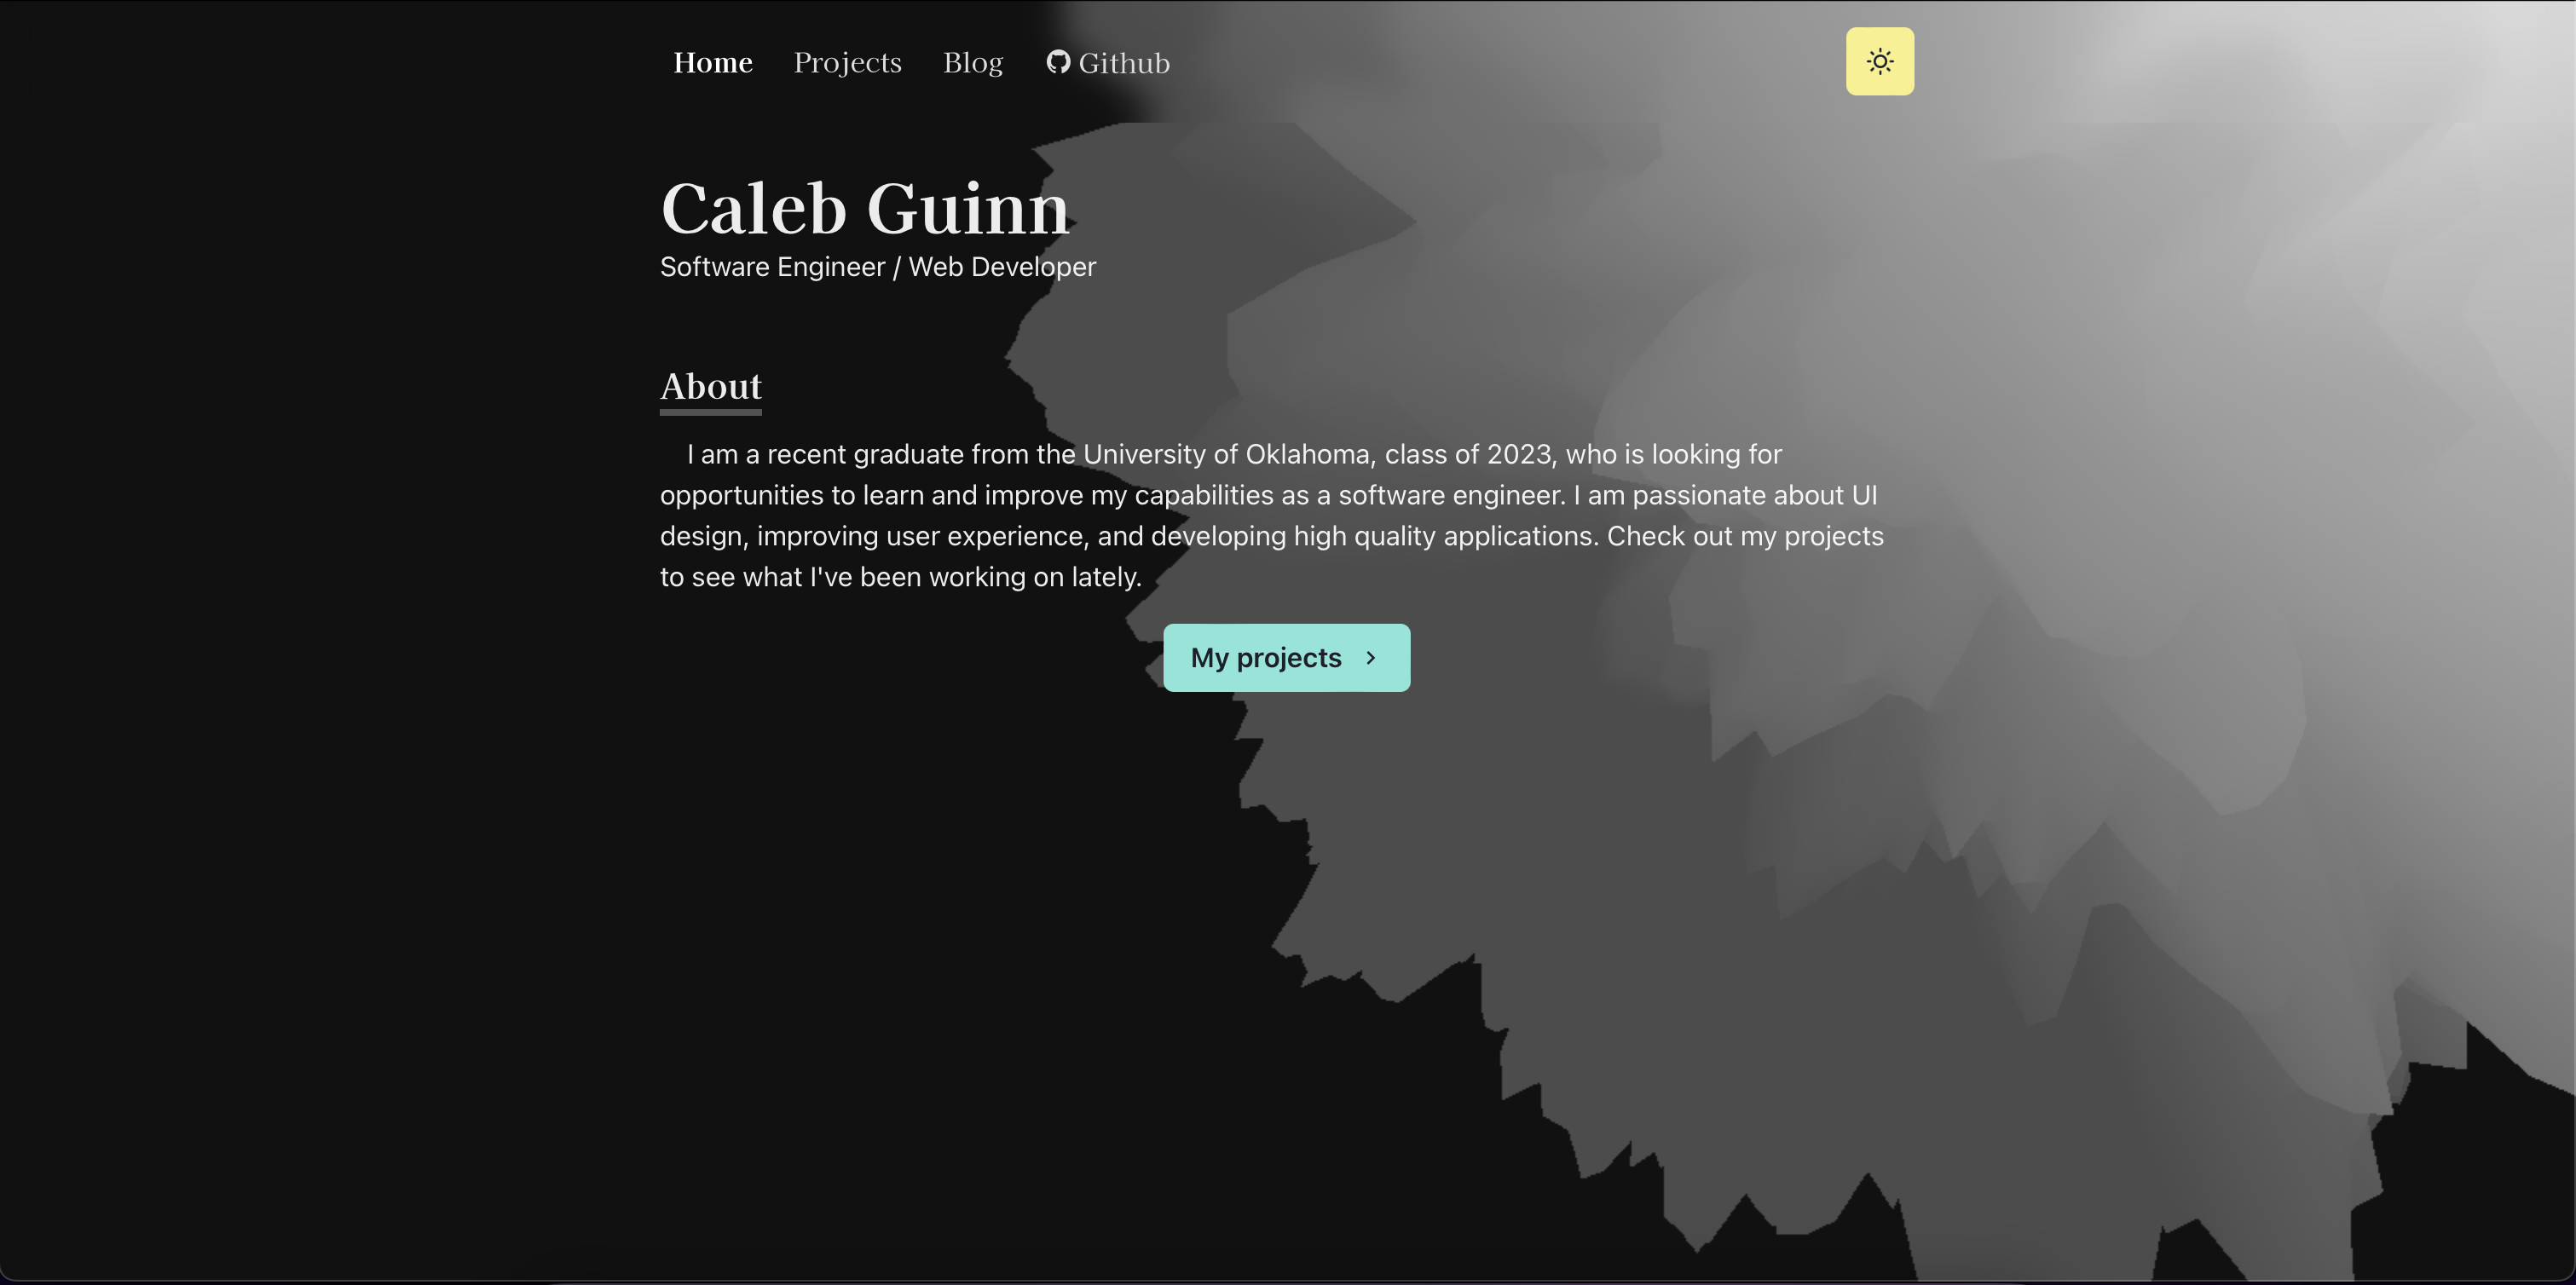 Home Projects Blog Github
Caleb Guinn
Software Engineer / Web Developer
About
I am a recent graduate from the University of Oklahoma, class of 2023, who is looking for
opportunities to learn and improve my capabilities as a software engineer. I am passionate about UI
design, improving user experience, and developing high quality applications. Check out my projects
to see what I've been working on lately.
My projects